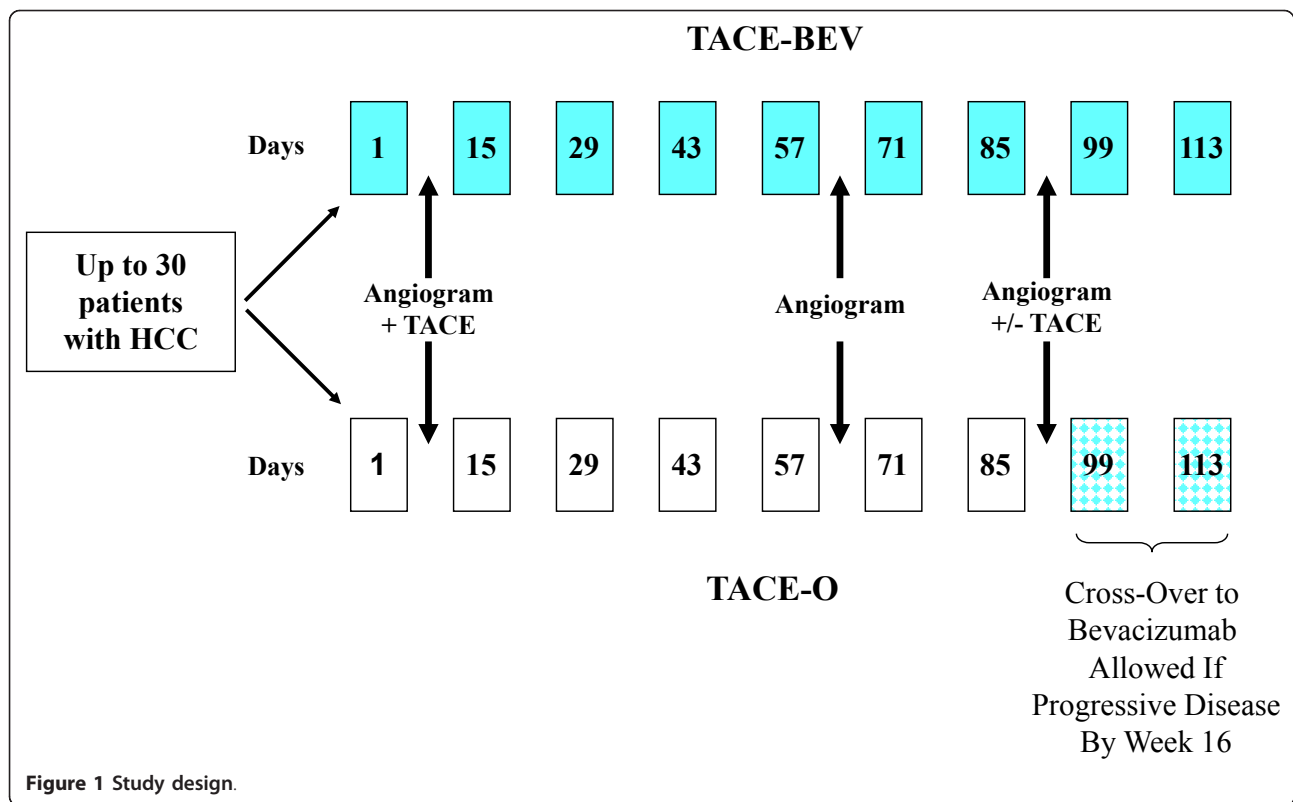 TACE-BEV
Days 1 15 29 43 57 71 85 99 113
Up to 30
patients
with HCC
Angiogram
+ TACE
Angiogram
Angiogram
+/- TACE
Days 1 15 29 43 57 71 85 99 113
TACE-O
Cross-Over to
Bevacizumab
Allowed If
Progressive Disease
By Week 16
Figure 1 Study design.